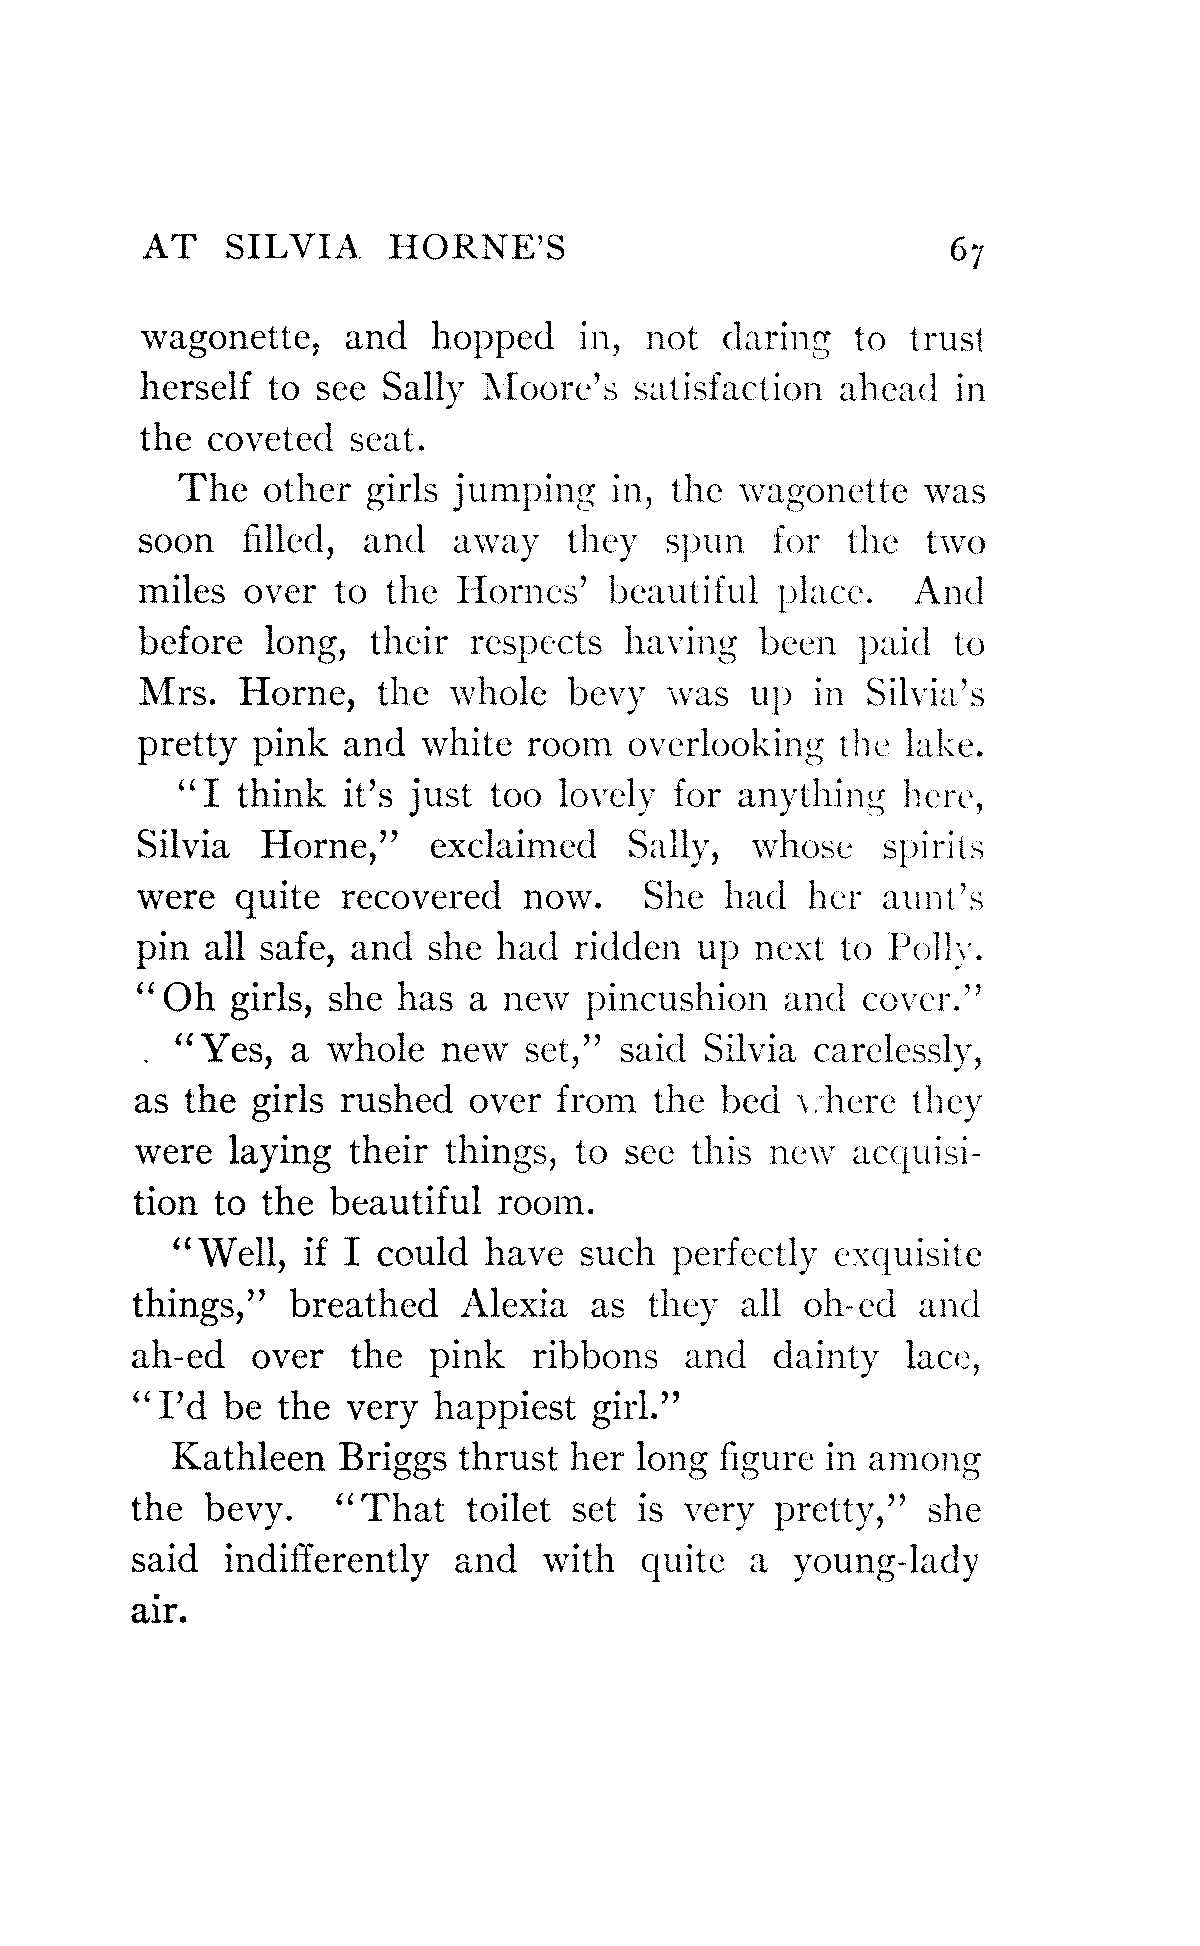 AT SILVIA HORNE'S 67
wagonette, and hopped in, not daring to trust
herself to see Sally Moore's satisfaction ahead in
the coveted seat.
The other girls jumping in, the wagonette was
soon filled, and away they spun for the two
miles over to the Hornes' beautiful place. And
before long, their respects having been paid to
Mrs. Horne, the whole bevy was up in Silvia's
pretty pink and white room overlooking the lake.
"I think it's just too lovely for anything here,
Silvia Horne," exclaimed Sally, whose spirits
were quite recovered now. She had her aunt's
pin all safe, and she had ridden up next to Polly.
"Oh girls, she has a new pincushion and cover."
"Yes, a whole new set," said Silvia carelessly,
as the girls rushed over from the bed where they
were laying their things, to see this new acquisi-
tion to the beautiful room.
"Well, if I could have such perfectly exquisite
things," breathed Alexia as they all oh-ed and
ah-ed over the pink ribbons and dainty lace,
"I'd be the very happiest girl."
Kathleen Briggs thrust her long figure in among
the bevy. "That toilet set is very pretty," she
said indifferently and with quite a young-lady
air.